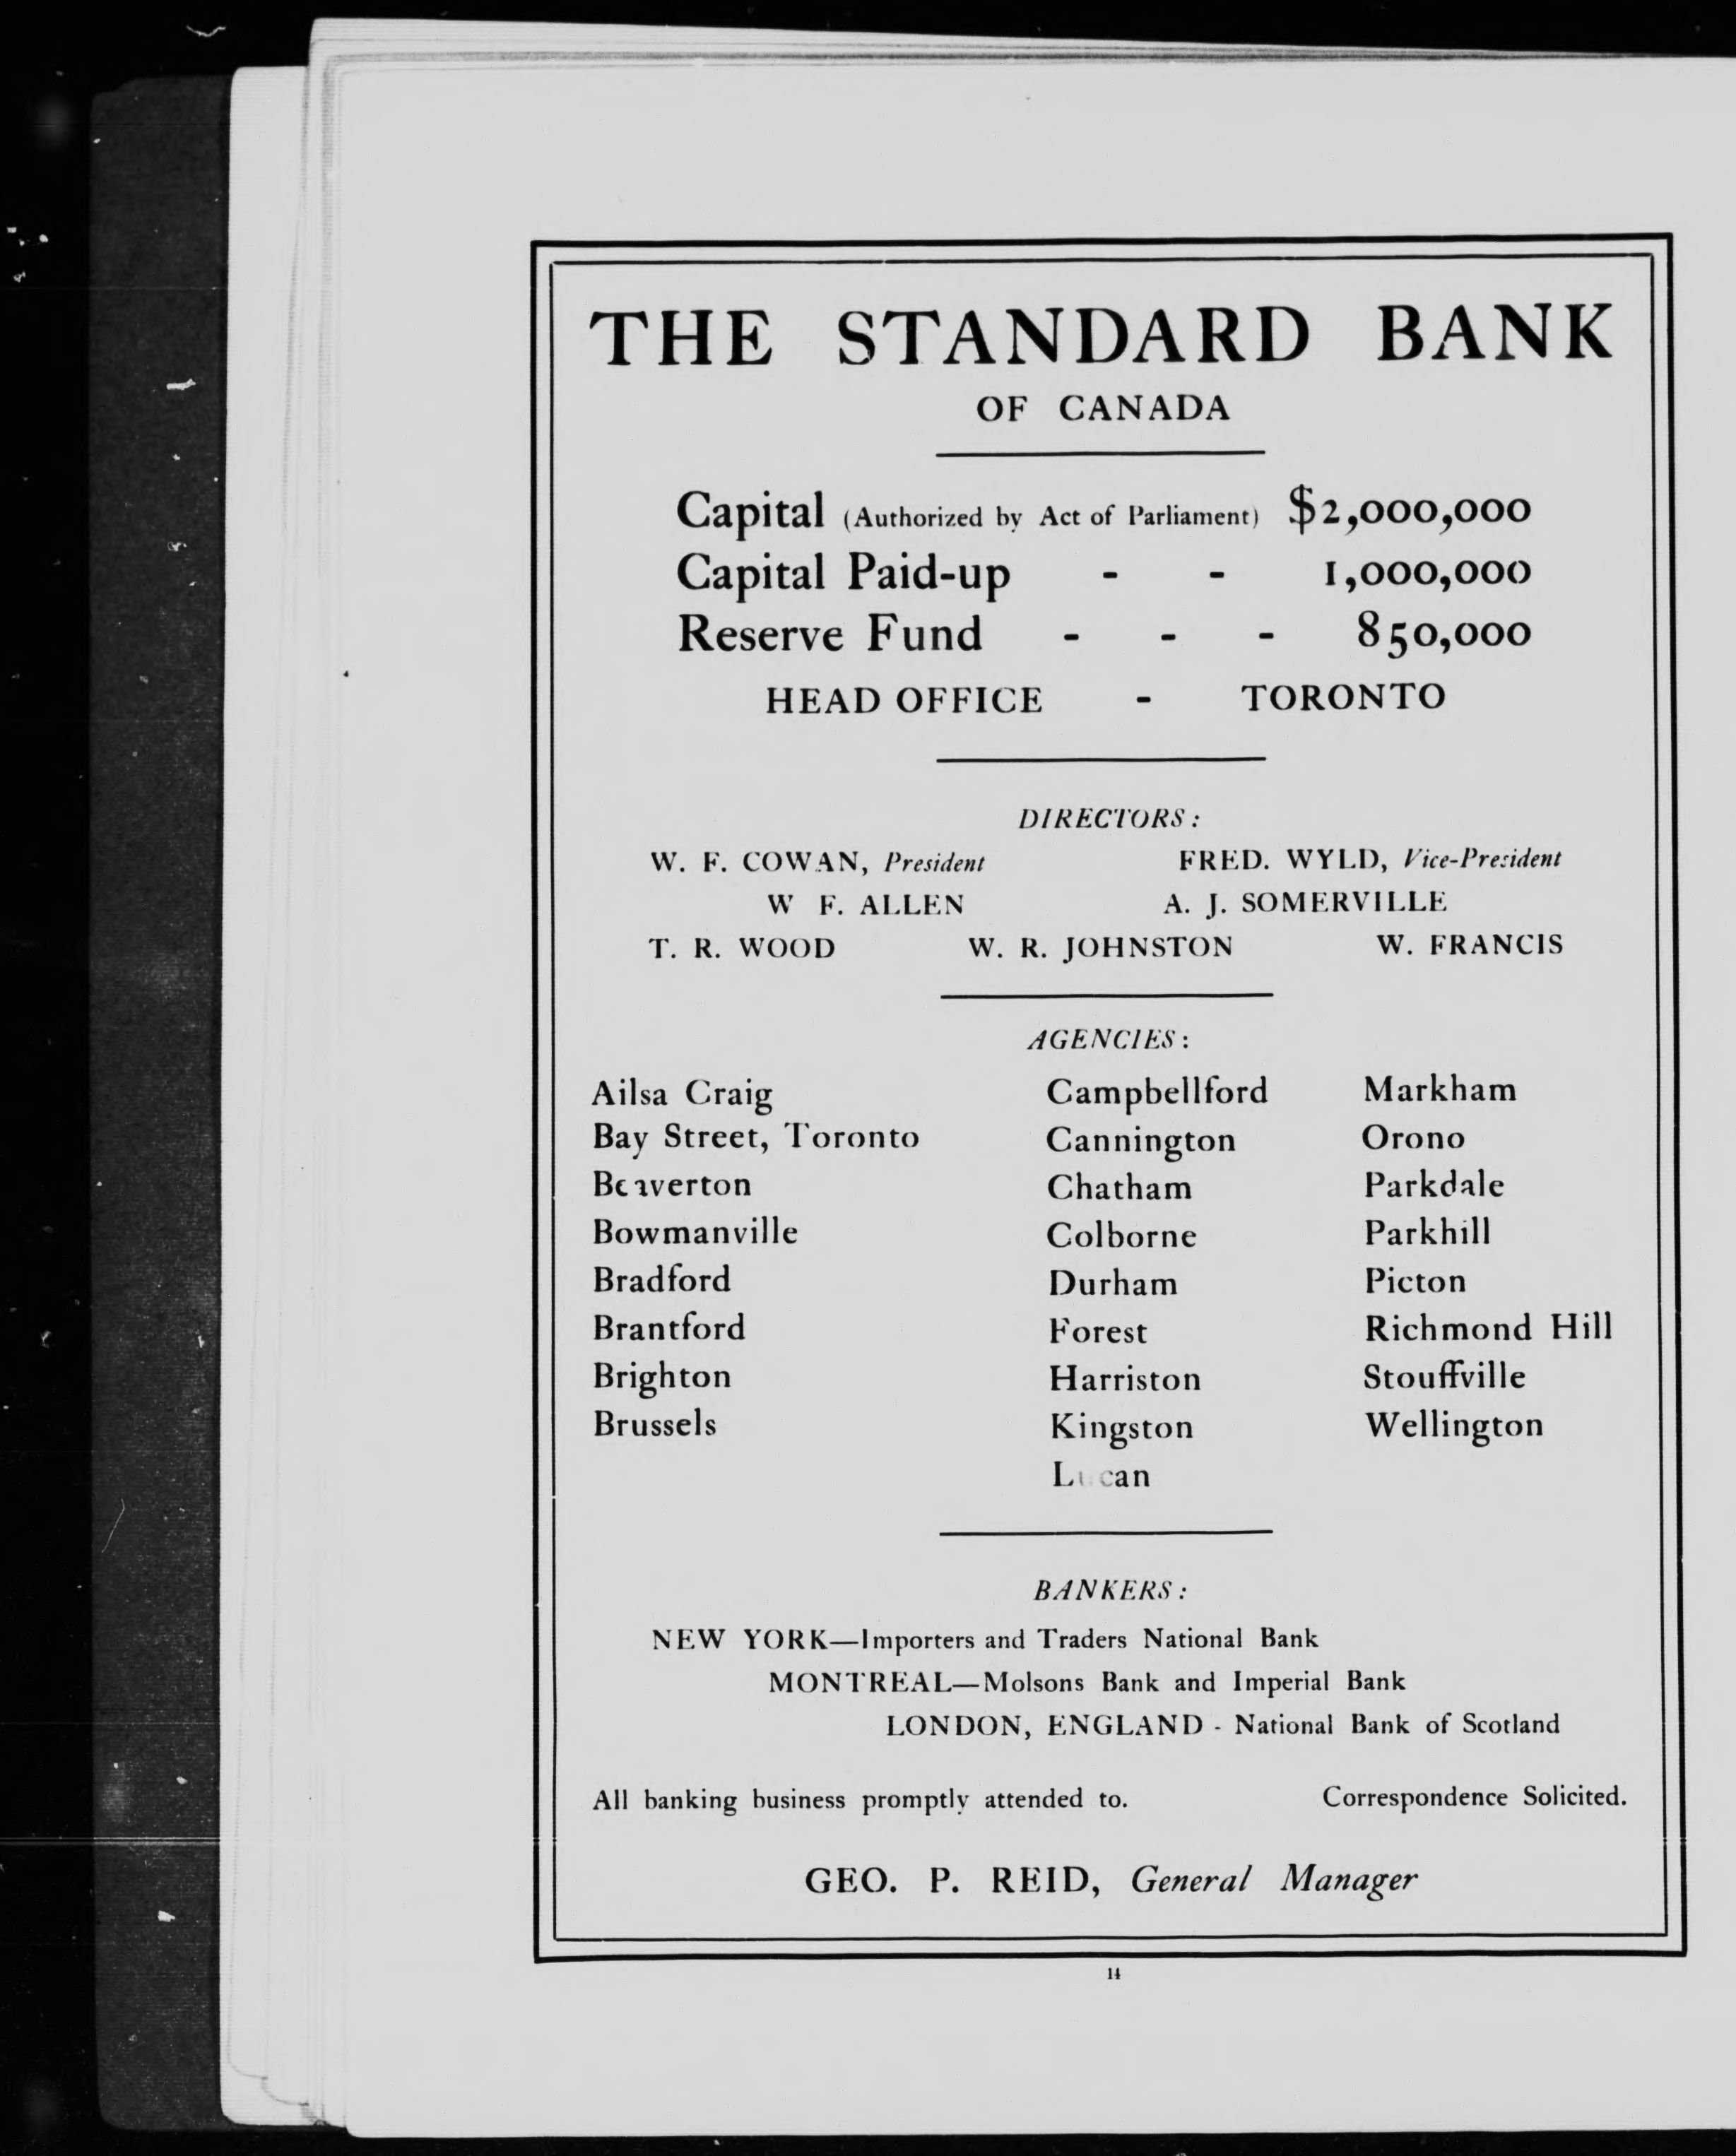 THE STANDARD BANK
OF CANADA
Capital (Authorized by Act of Parliament) $2,000,000
Capital Paid-up - - 1,000,000
Reserve Fund - - - 850,000
HEAD OFFICE - TORONTO
DIRECTORS:
W. F. COWAN, President FRED. WYLD, Vice-President
W F. ALLEN A. J. SOMERVILLE
T. R. WOOD W. R. JOHNSTON W. FRANCIS
AGENCIES:
Ailsa Craig Campbellford Markham
Bay Street, Toronto Cannington Orono
Beaverton Chatham Parkdale
Bowmanville Colborne Parkhill
Bradford Durham Picton
Brantford Forest Richmond Hill
Brighton Harriston Stouffville
Brussels Kingston Wellington
Lucan
BANKERS:
NEW YORK—Importers and Traders National Bank
MONTREAL—Molsons Bank and Imperial Bank
LONDON, ENGLAND - National Bank of Scotland
All banking business promptly attended to. Correspondence Solicited.
GEO. P. REID, General Manager
14